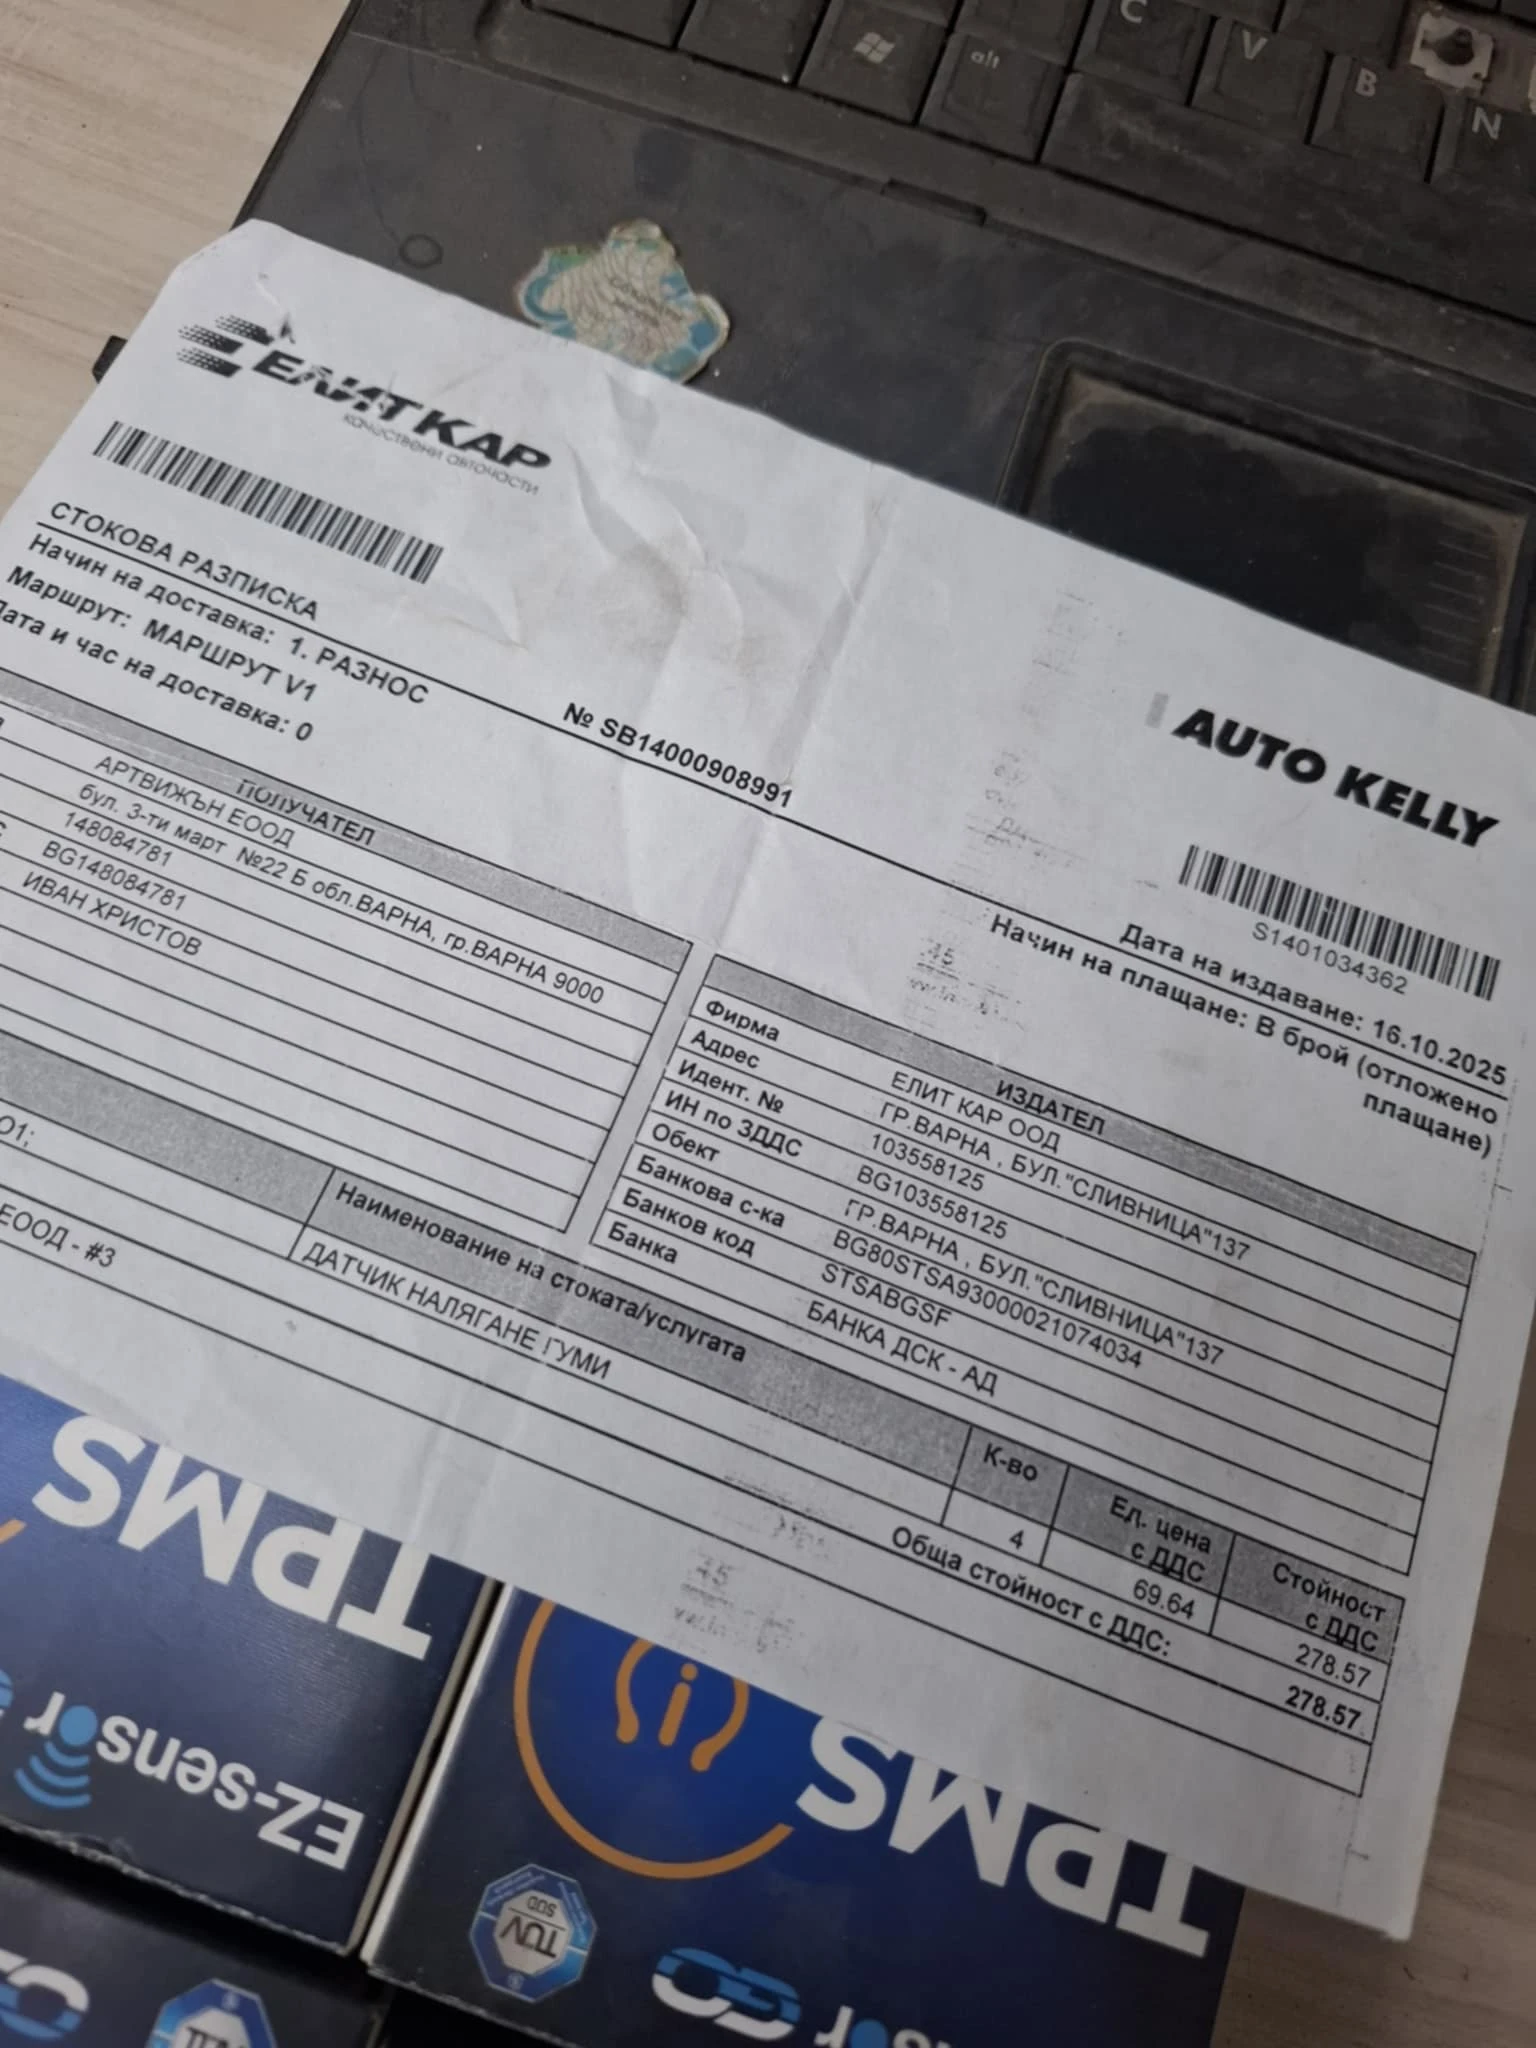 C
V
B
N
alt
ЕЛИТ КАР
качествени авточасти
AUTO KELLY
S1401034362
СТОКОВА РАЗПИСКА
№ SB14000908991
Дата на издаване: 16.10.2025
Начин на доставка: 1. РАЗНОС
Начин на плащане: В брой (отложено
плащане)
Маршрут: МАРШРУТ V1
Дата и час на доставка: 0
ПОЛУЧАТЕЛ
АРТВИЖЪН ЕООД
бул. 3-ти март №22 Б обл.ВАРНА, гр.ВАРНА 9000
148084781
BG148084781
ИВАН ХРИСТОВ
ИЗДАТЕЛ
Фирма ЕЛИТ КАР ООД
Адрес ГР.ВАРНА , БУЛ."СЛИВНИЦА"137
Идент. № 103558125
ИН по ЗДДС BG103558125
Обект ГР.ВАРНА , БУЛ."СЛИВНИЦА"137
Банкова с-ка BG80STSA93000021074034
Банков код STSABGSF
Банка БАНКА ДСК - АД
Наименование на стоката/услугата К-во Ед. цена с ДДС Стойност с ДДС
О1; ДАТЧИК НАЛЯГАНЕ ГУМИ 4 69.64 278.57
Обща стойност с ДДС: 278.57
ЕООД - #3
TPMS
EZ-sensor
TPMS
TÜV
SÜD